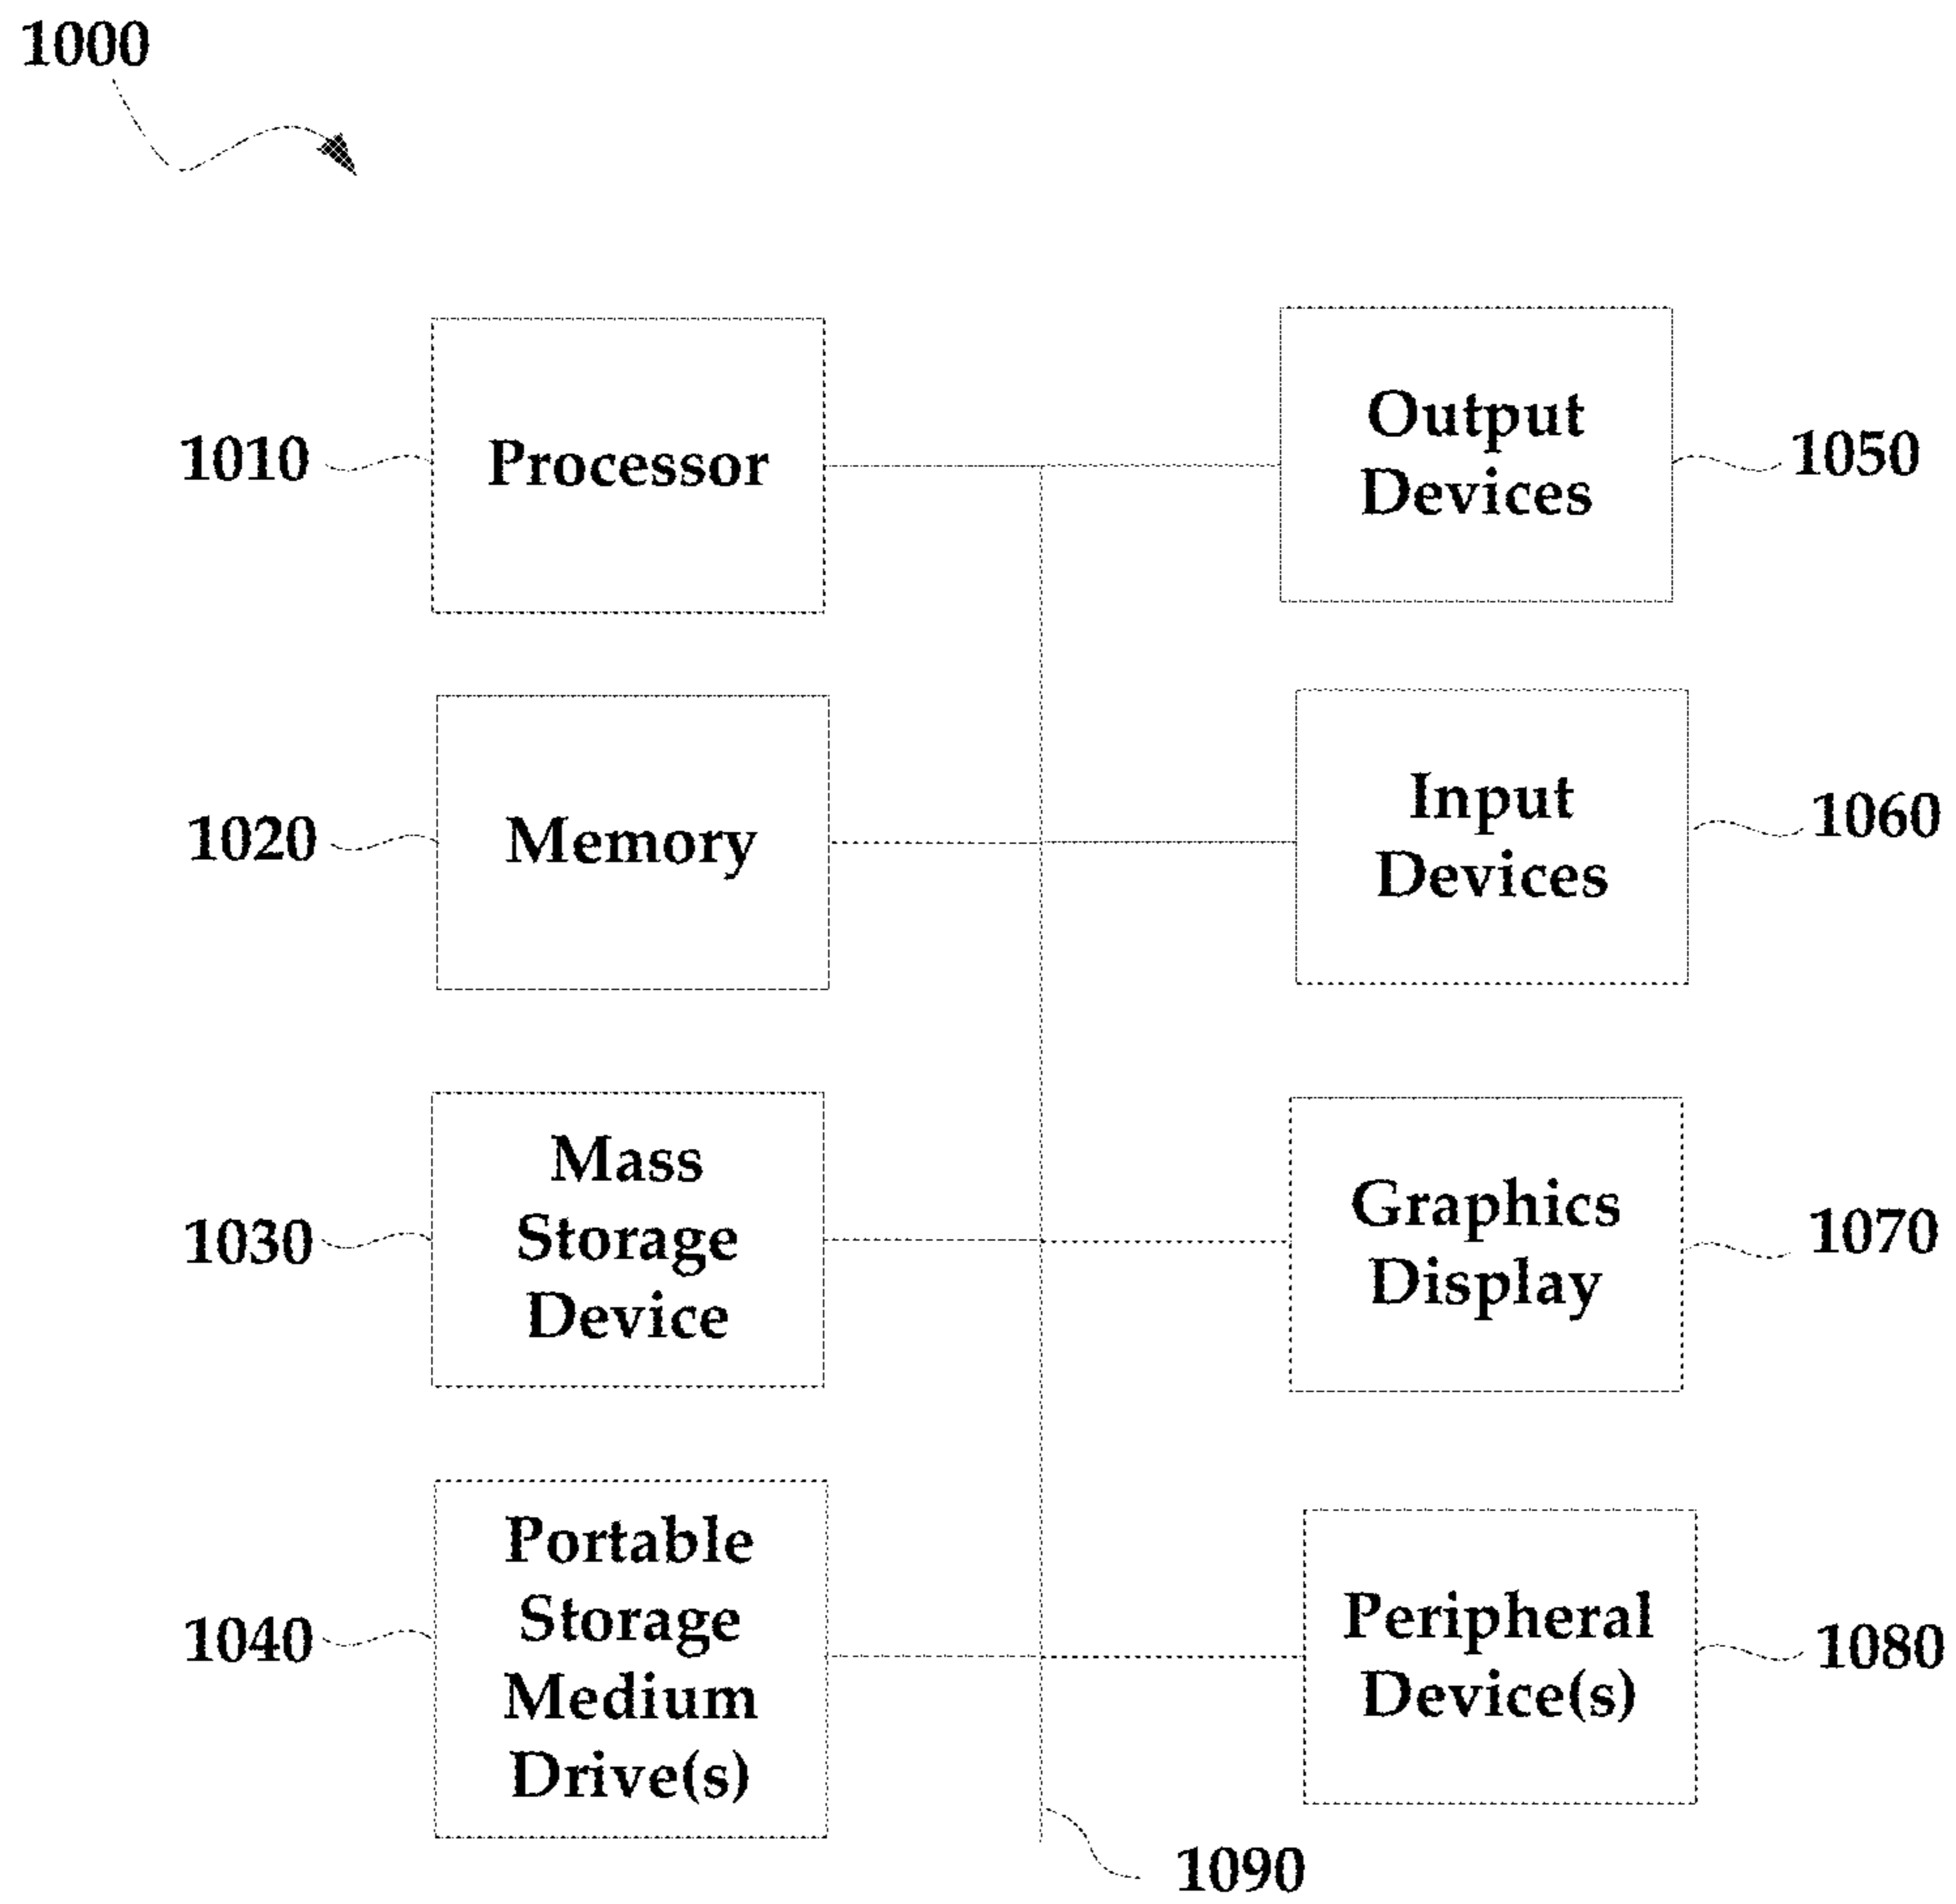 1000
1010
Processor
Output
Devices
1050
1020
Memory
Input
Devices
1060
1030
Mass
Storage
Device
Graphics
Display
1070
1040
Portable
Storage
Medium
Drive(s)
Peripheral
Device(s)
1080
1090